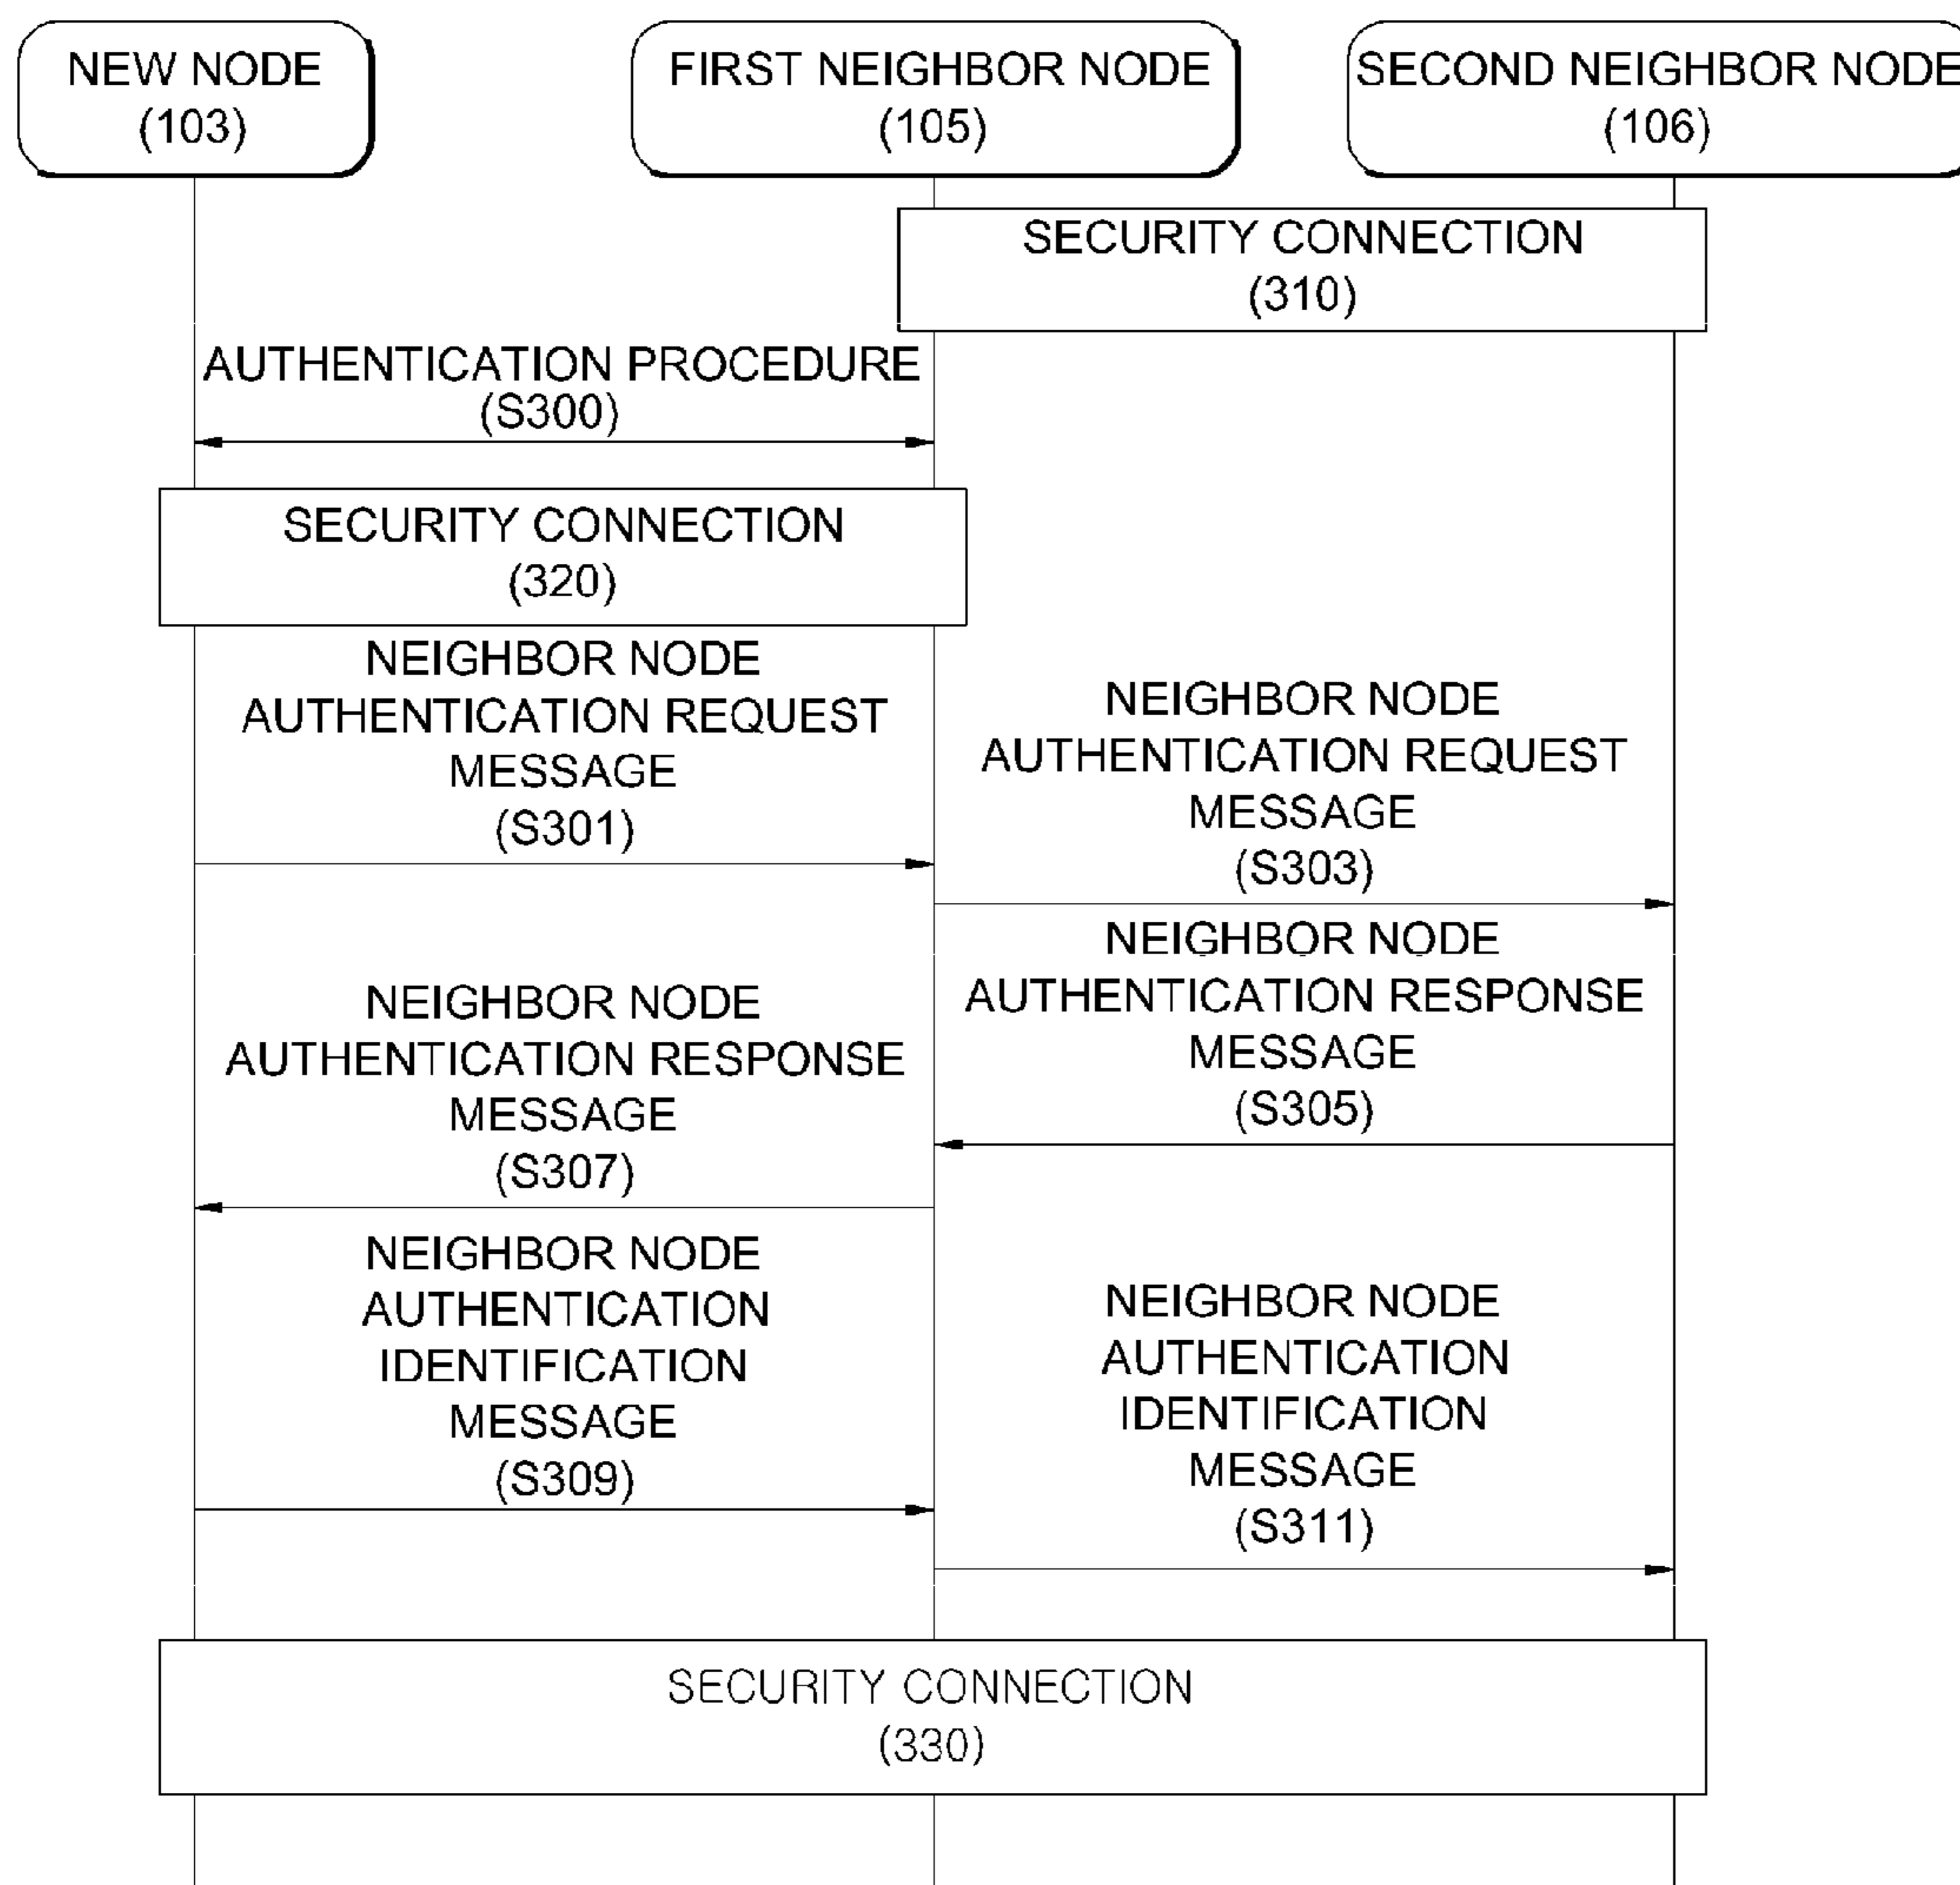 NEW NODE
(103)
FIRST NEIGHBOR NODE
(105)
SECOND NEIGHBOR NODE
(106)
SECURITY CONNECTION
(310)
AUTHENTICATION PROCEDURE
(S300)
SECURITY CONNECTION
(320)
NEIGHBOR NODE
AUTHENTICATION REQUEST
MESSAGE
(S301)
NEIGHBOR NODE
AUTHENTICATION REQUEST
MESSAGE
(S303)
NEIGHBOR NODE
AUTHENTICATION RESPONSE
MESSAGE
(S305)
NEIGHBOR NODE
AUTHENTICATION RESPONSE
MESSAGE
(S307)
NEIGHBOR NODE
AUTHENTICATION
IDENTIFICATION
MESSAGE
(S309)
NEIGHBOR NODE
AUTHENTICATION
IDENTIFICATION
MESSAGE
(S311)
SECURITY CONNECTION
(330)